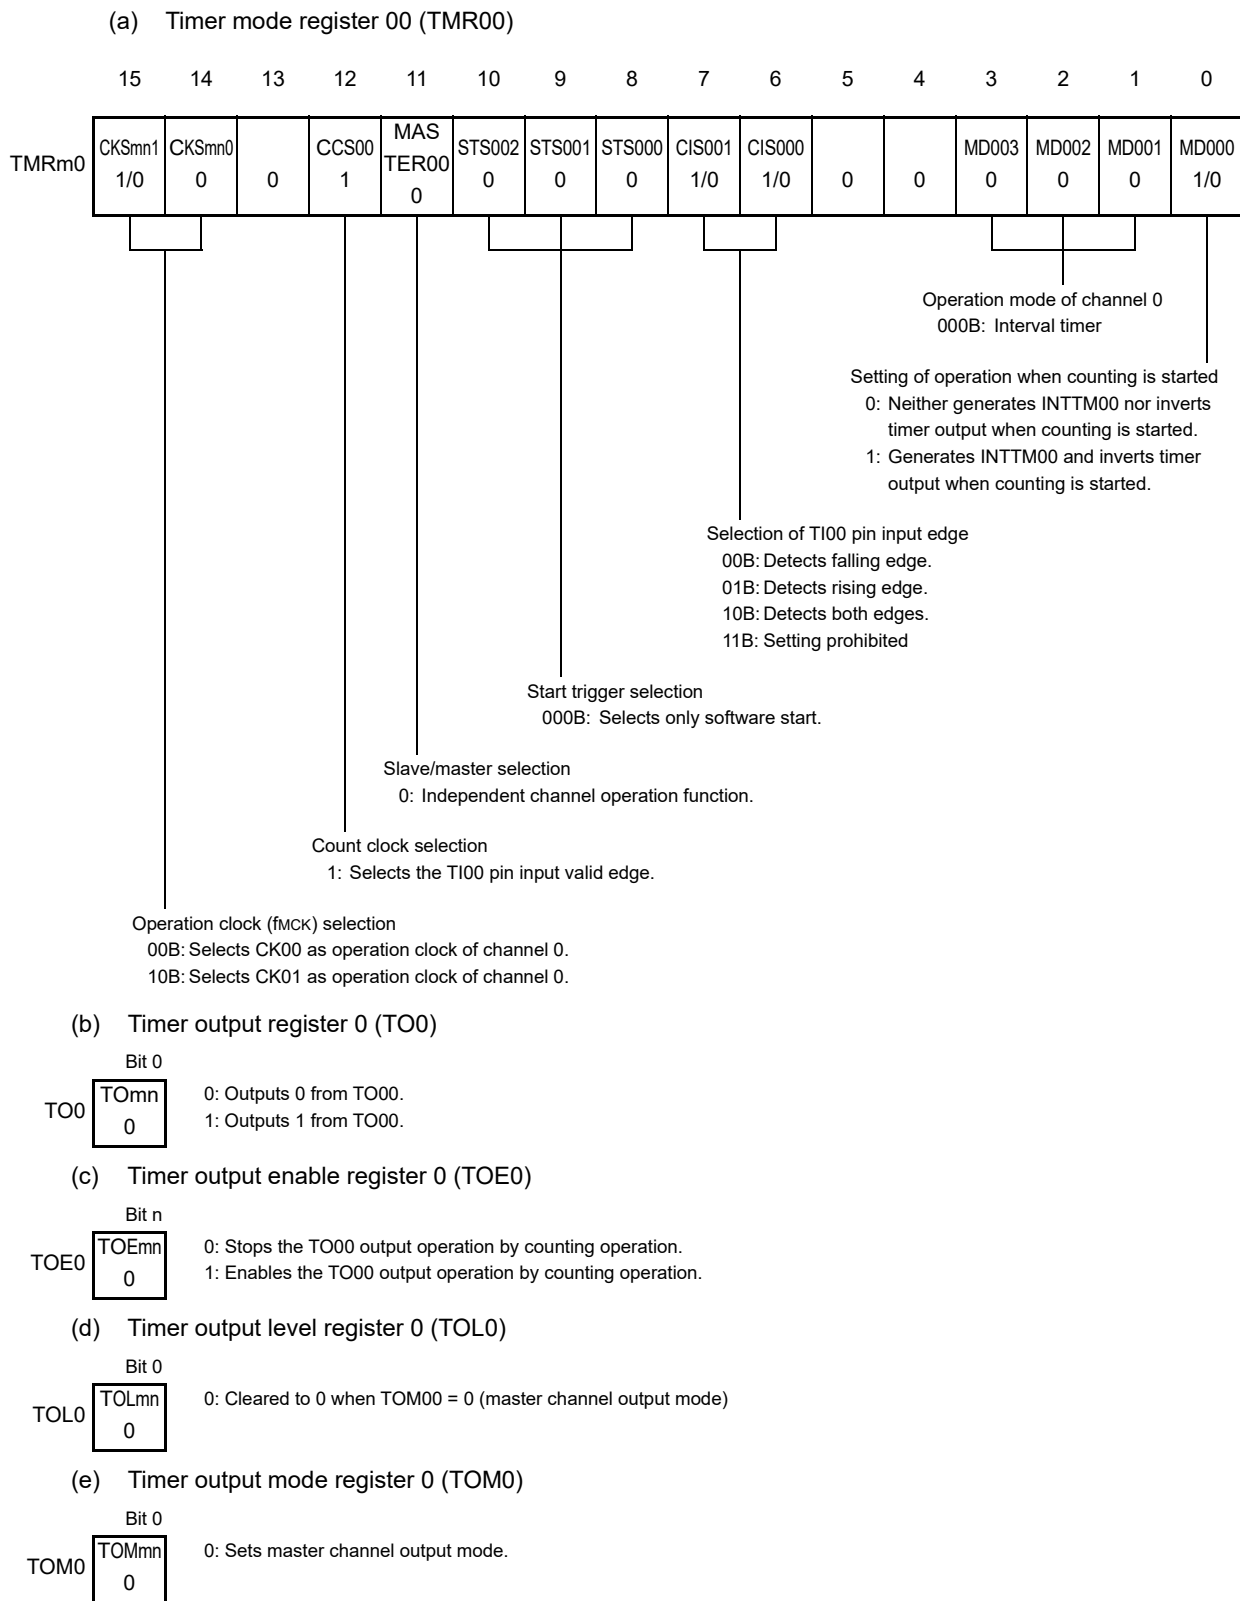 (a) Timer mode register 00 (TMR00)
15 14 13 12 11 10 9 8 7 6 5 4 3 2 1 0
TMRm0
CKSmn1
1/0
CKSmn0
0
0
CCS00
1
MAS
TER00
0
STS002
0
STS001
0
STS000
0
CIS001
1/0
CIS000
1/0
0
0
MD003
0
MD002
0
MD001
0
MD000
1/0
Operation mode of channel 0
000B: Interval timer
Setting of operation when counting is started
0: Neither generates INTTM00 nor inverts
timer output when counting is started.
1: Generates INTTM00 and inverts timer
output when counting is started.
Selection of TI00 pin input edge
00B: Detects falling edge.
01B: Detects rising edge.
10B: Detects both edges.
11B: Setting prohibited
Start trigger selection
000B: Selects only software start.
Slave/master selection
0: Independent channel operation function.
Count clock selection
1: Selects the TI00 pin input valid edge.
Operation clock (fMCK) selection
00B: Selects CK00 as operation clock of channel 0.
10B: Selects CK01 as operation clock of channel 0.
(b) Timer output register 0 (TO0)
Bit 0
TO0
TOmn
0
0: Outputs 0 from TO00.
1: Outputs 1 from TO00.
(c) Timer output enable register 0 (TOE0)
Bit n
TOE0
TOEmn
0
0: Stops the TO00 output operation by counting operation.
1: Enables the TO00 output operation by counting operation.
(d) Timer output level register 0 (TOL0)
Bit 0
TOL0
TOLmn
0
0: Cleared to 0 when TOM00 = 0 (master channel output mode)
(e) Timer output mode register 0 (TOM0)
Bit 0
TOM0
TOMmn
0
0: Sets master channel output mode.